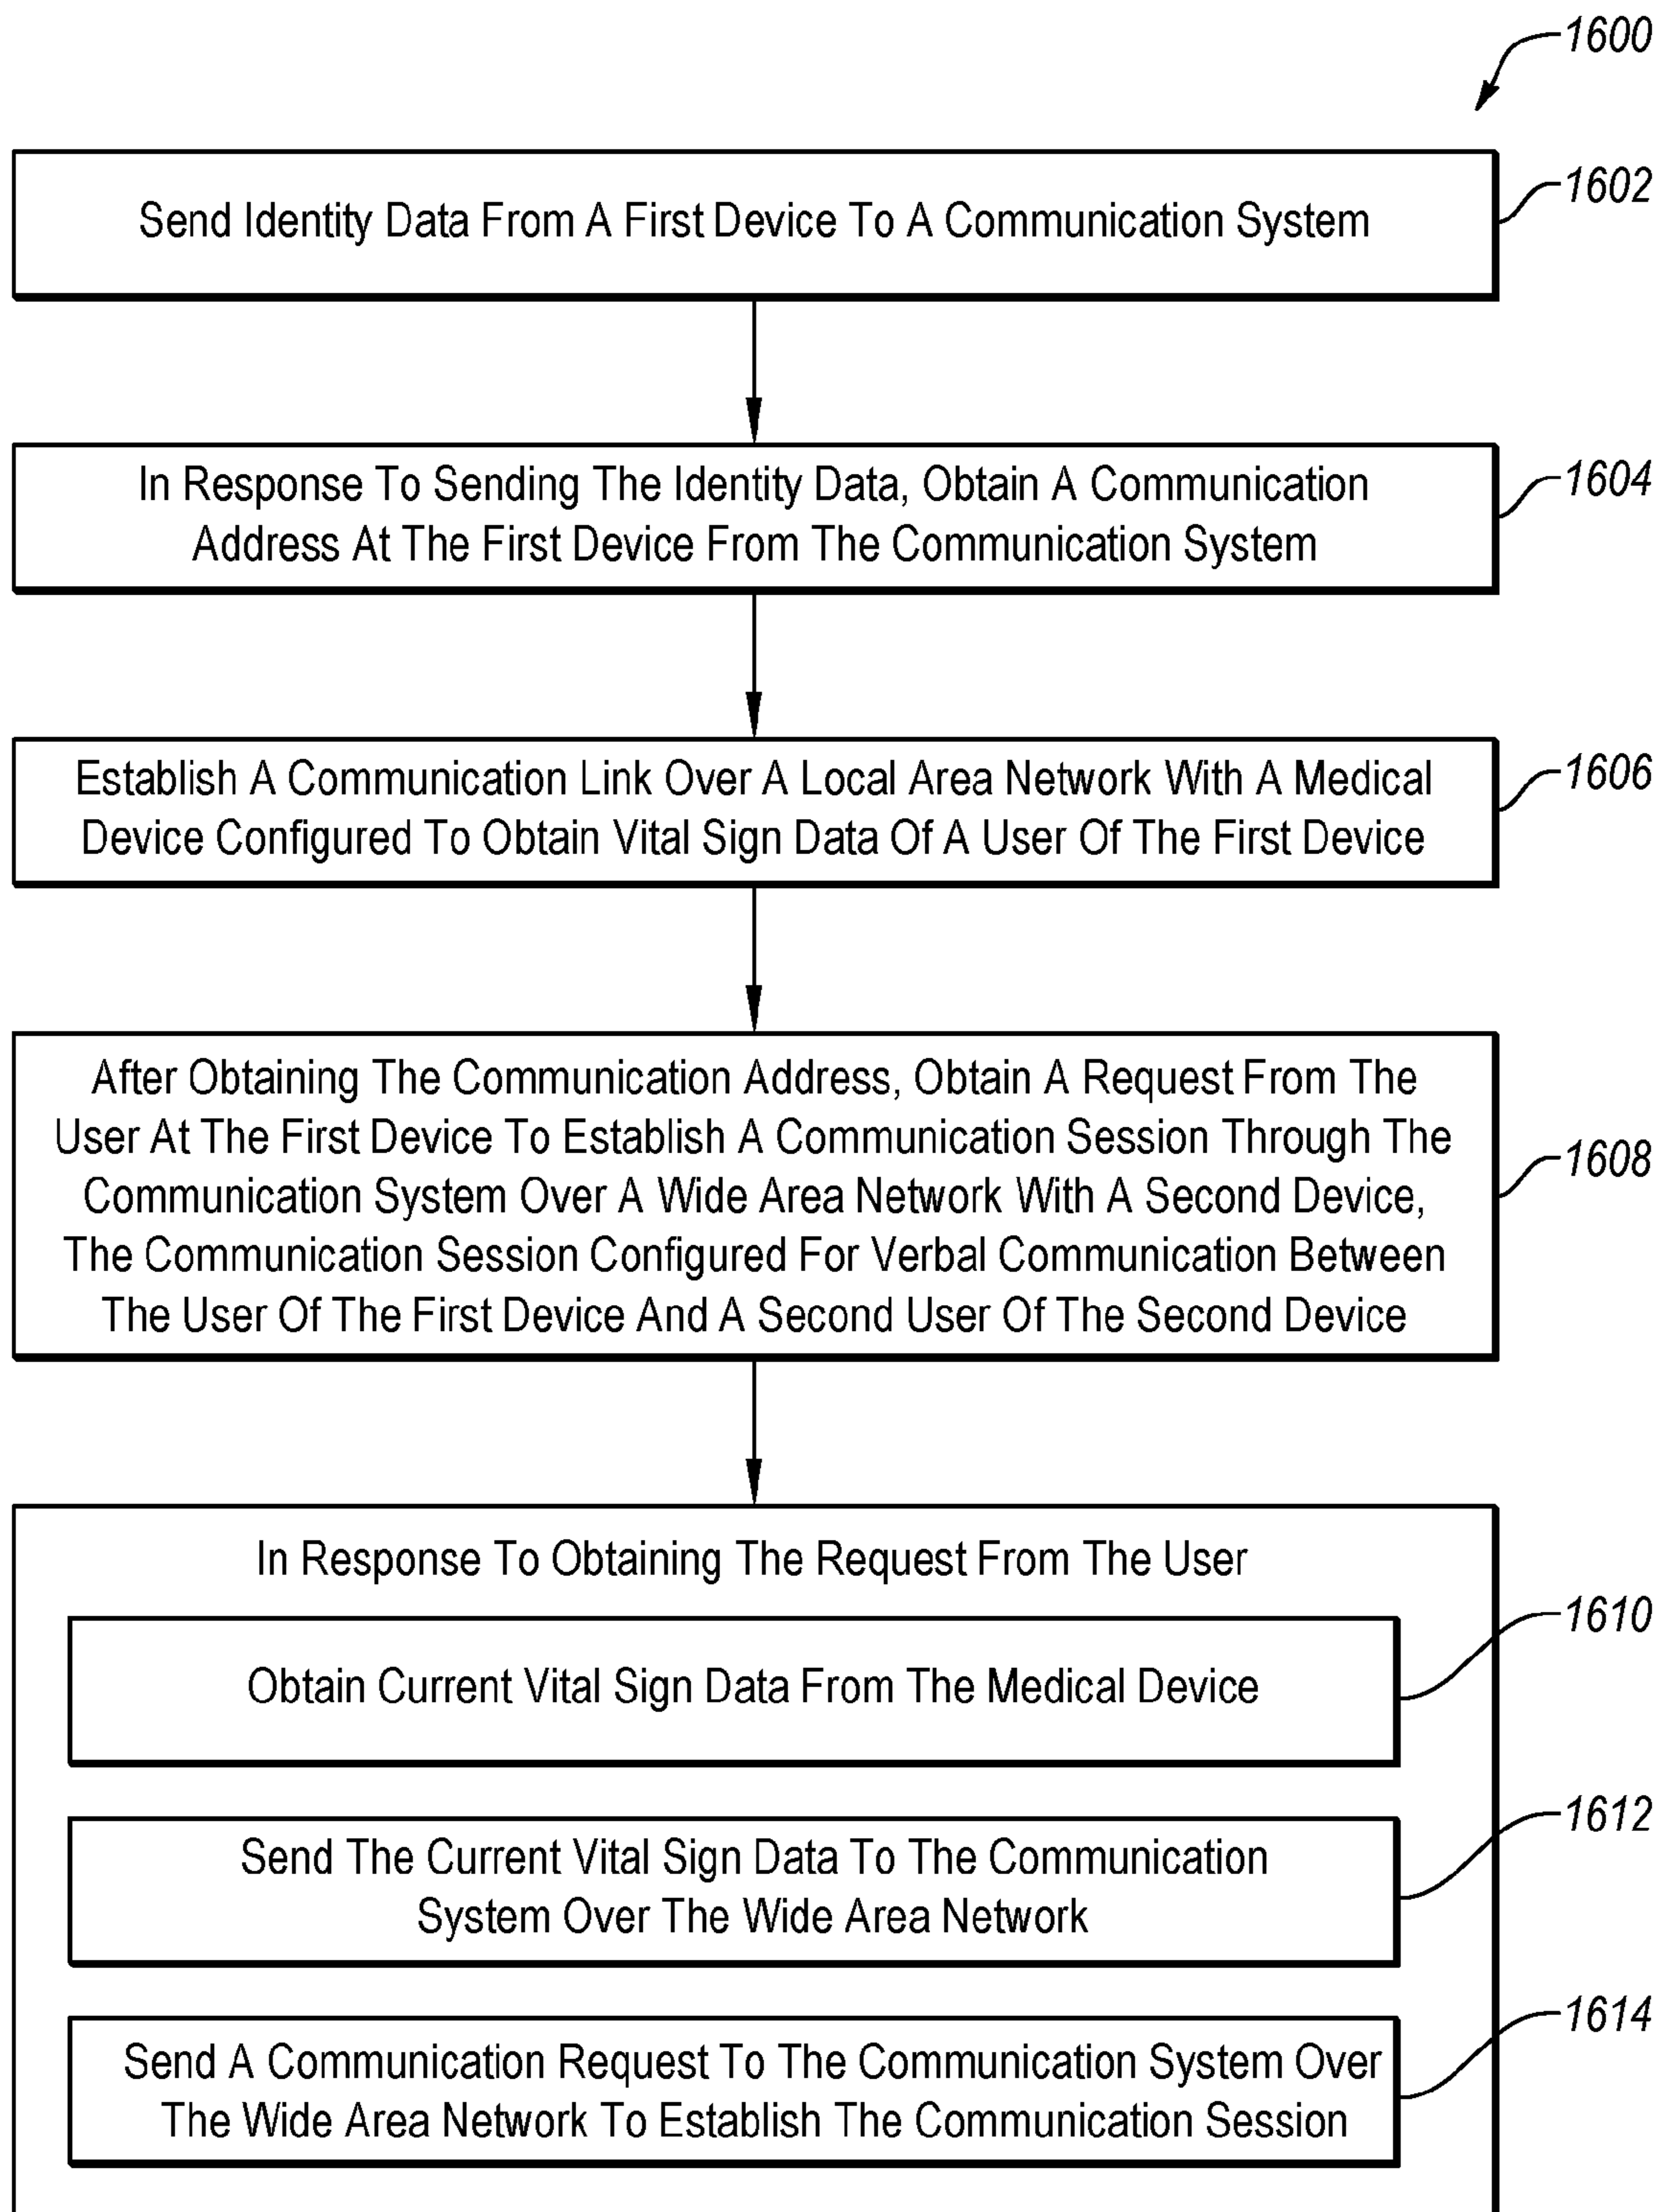 1600
Send Identity Data From A First Device To A Communication System
1602
In Response To Sending The Identity Data, Obtain A Communication
Address At The First Device From The Communication System
1604
Establish A Communication Link Over A Local Area Network With A Medical
Device Configured To Obtain Vital Sign Data Of A User Of The First Device
1606
After Obtaining The Communication Address, Obtain A Request From The
User At The First Device To Establish A Communication Session Through The
Communication System Over A Wide Area Network With A Second Device,
The Communication Session Configured For Verbal Communication Between
The User Of The First Device And A Second User Of The Second Device
1608
In Response To Obtaining The Request From The User
Obtain Current Vital Sign Data From The Medical Device
1610
Send The Current Vital Sign Data To The Communication
System Over The Wide Area Network
1612
Send A Communication Request To The Communication System Over
The Wide Area Network To Establish The Communication Session
1614